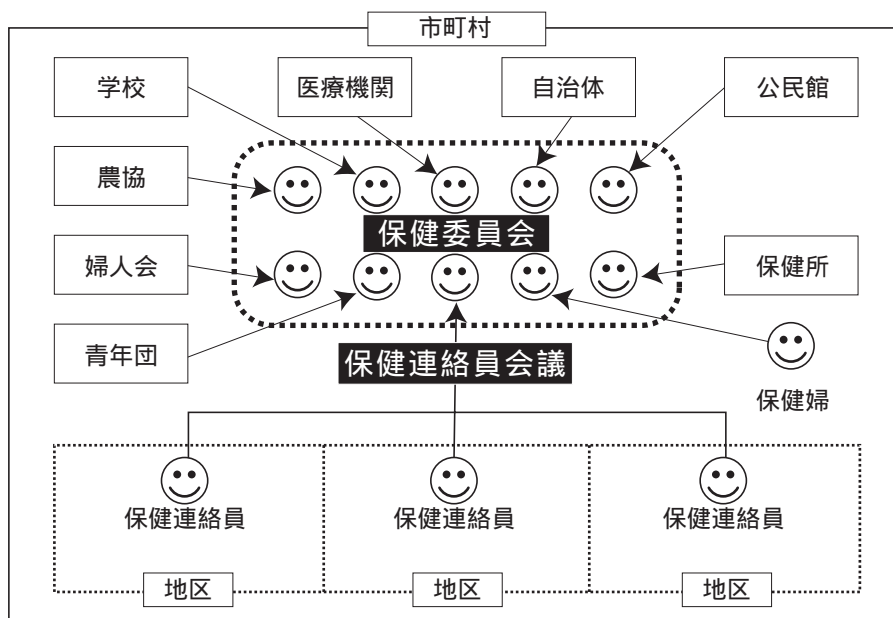 市町村
学校
医療機関
自治体
公民館
農協
保健委員会
婦人会
保健所
青年団
保健連絡員会議
保健婦
保健連絡員
保健連絡員
保健連絡員
地区
地区
地区